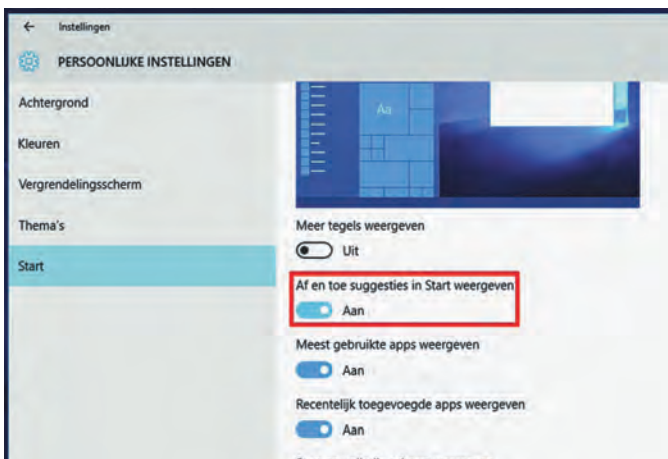 ← Instellingen
PERSOONLIJKE INSTELLINGEN
Achtergrond
Kleuren
Vergrendelingsscherm
Thema's
Start
Aa
Meer tegels weergeven
Uit
Af en toe suggesties in Start weergeven
Aan
Meest gebruikte apps weergeven
Aan
Recentelijk toegevoegde apps weergeven
Aan